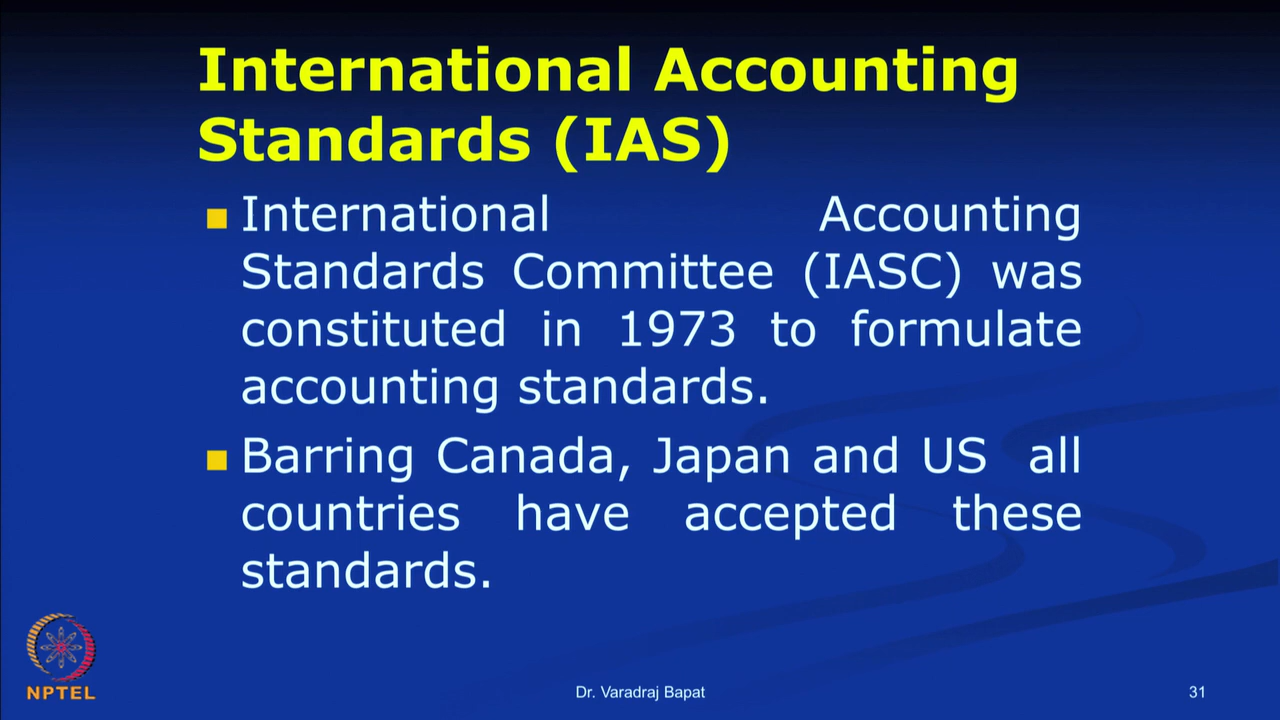 International Accounting
Standards (IAS)
International Accounting
Standards Committee (IASC) was
constituted in 1973 to formulate
accounting standards.
Barring Canada, Japan and US all
countries have accepted these
standards.
NPTEL
Dr. Varadraj Bapat
31